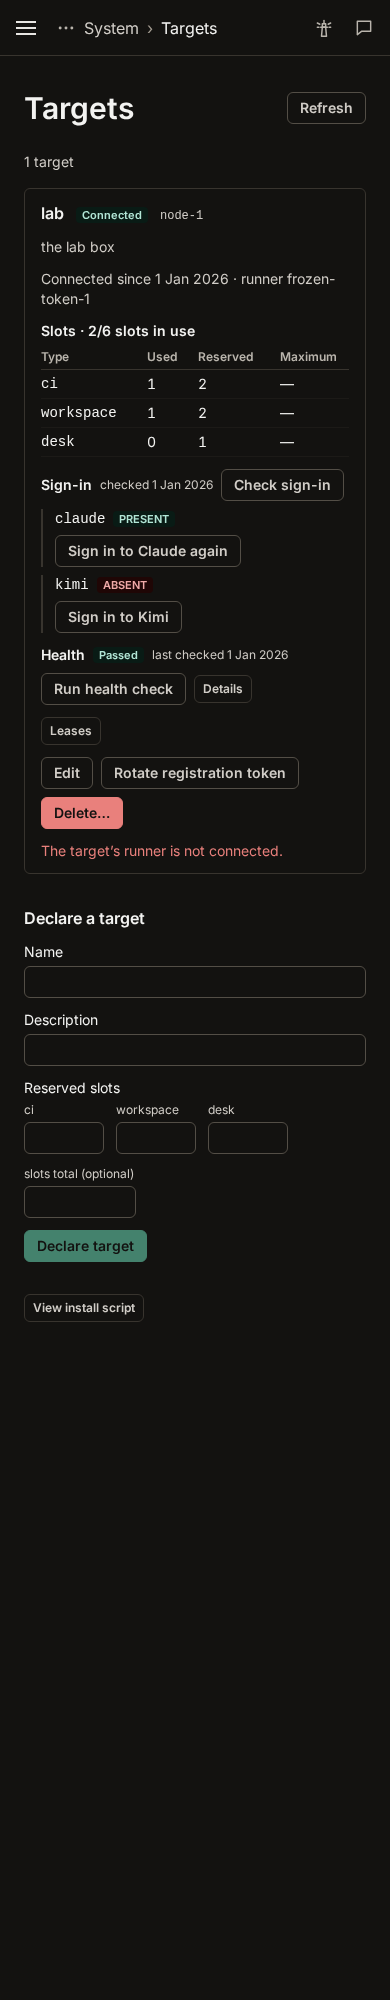 System › Targets
Targets
Refresh
1 target
lab Connected node-1
the lab box
Connected since 1 Jan 2026 · runner frozen-
token-1
Slots · 2/6 slots in use
Type Used Reserved Maximum
ci 1 2 —
workspace 1 2 —
desk 0 1 —
Sign-in checked 1 Jan 2026 Check sign-in
claude PRESENT
Sign in to Claude again
kimi ABSENT
Sign in to Kimi
Health Passed last checked 1 Jan 2026
Run health check Details
Leases
Edit Rotate registration token
Delete...
The target’s runner is not connected.
Declare a target
Name
Description
Reserved slots
ci workspace desk
slots total (optional)
Declare target
View install script